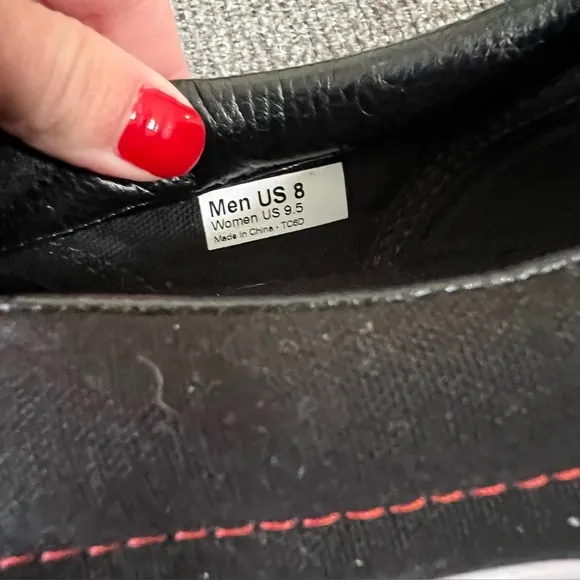 Men US 8
Women US 9.5
Made in China - TC6D